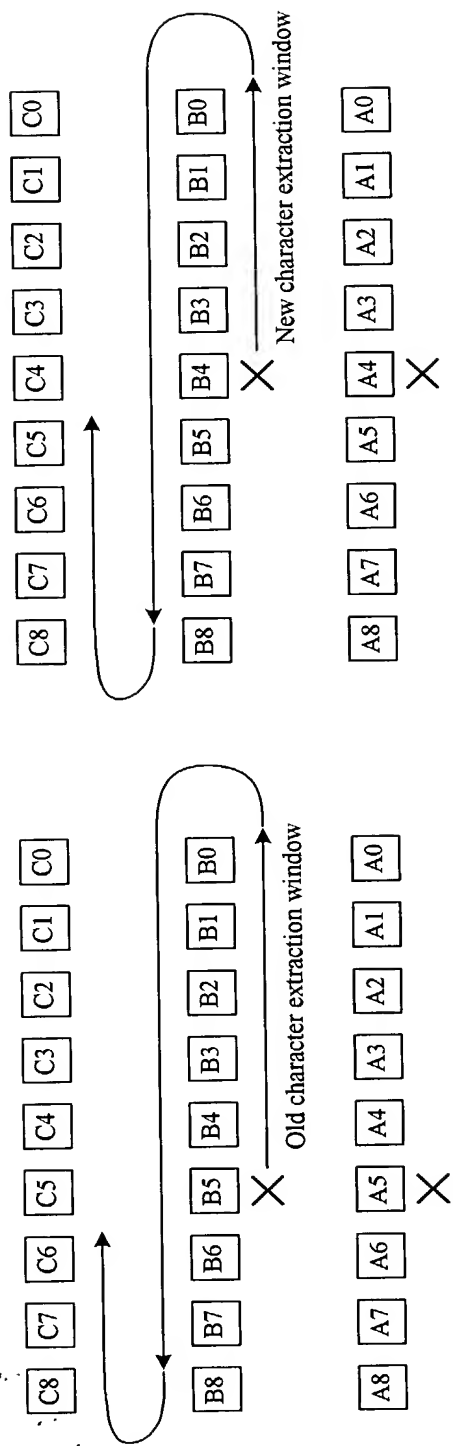 C8 C7 C6 C5 C4 C3 C2 C1 C0
B8 B7 B6 B5 B4 B3 B2 B1 B0
Old character extraction window
A8 A7 A6 A5 A4 A3 A2 A1 A0
C8 C7 C6 C5 C4 C3 C2 C1 C0
B8 B7 B6 B5 B4 B3 B2 B1 B0
New character extraction window
A8 A7 A6 A5 A4 A3 A2 A1 A0